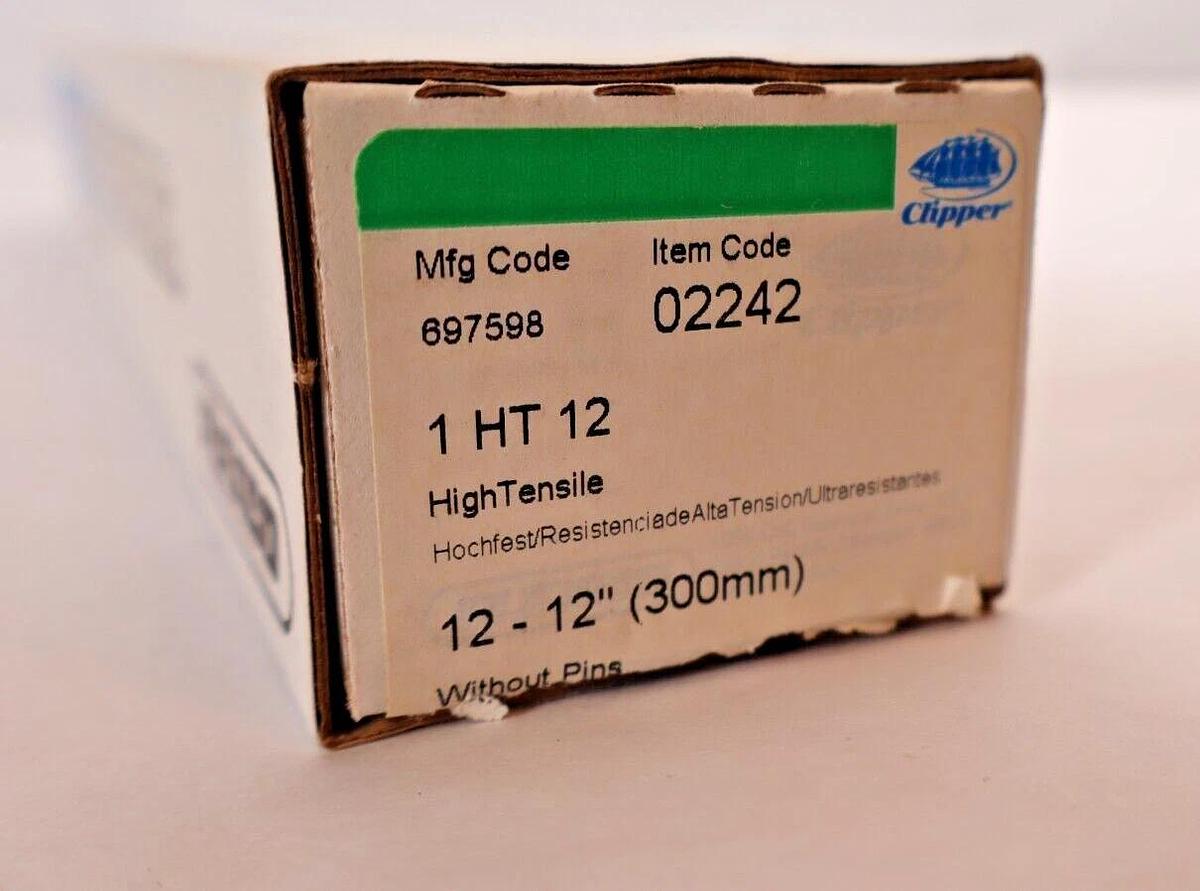 Clipper
Mfg Code Item Code
697598 02242
1 HT 12
HighTensile
Hochfest/ResistenciadeAltaTension/Ultraresistantes
12 - 12" (300mm)
Without Pins